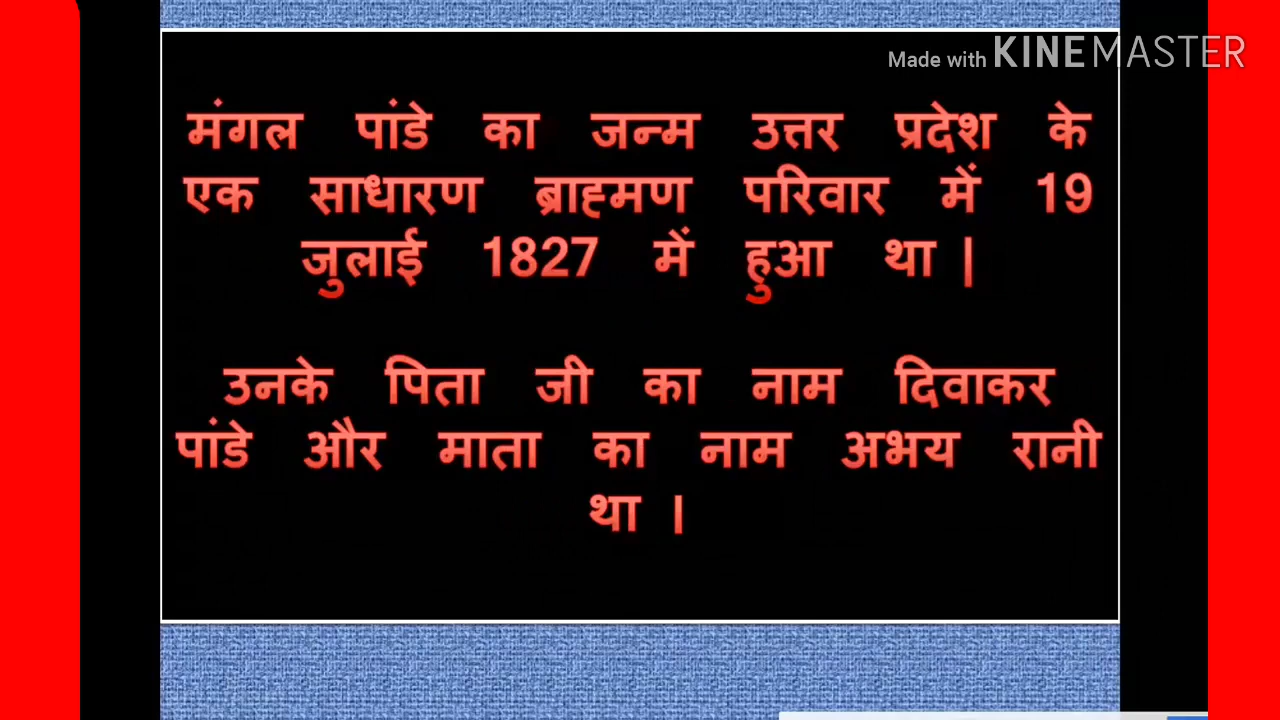 Made with KINEMASTER
मंगल पांडे का जन्म उत्तर प्रदेश के
एक साधारण ब्राह्मण परिवार में 19
जुलाई 1827 में हुआ था |
उनके पिता जी का नाम दिवाकर
पांडे और माता का नाम अभय रानी
था |